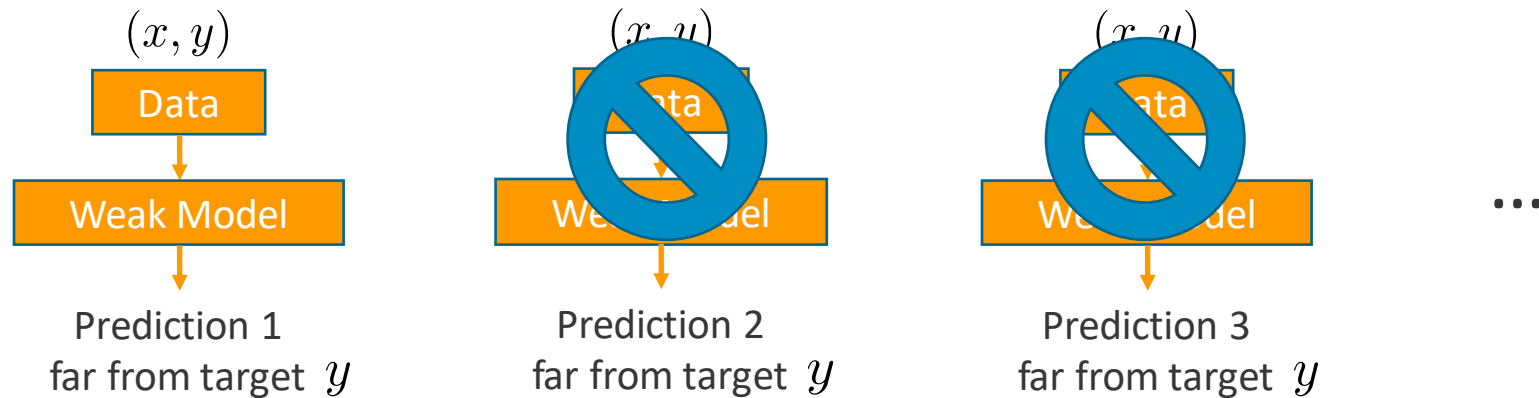 (x, y)
Data
Weak Model
Prediction 1
far from target y
Prediction 2
far from target y
Prediction 3
far from target y
...